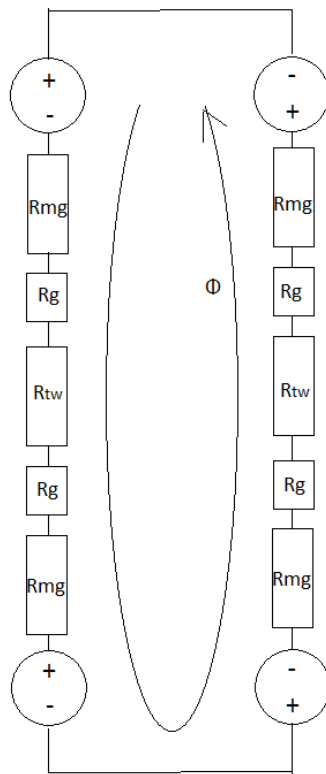 + -
- +
Rmg Rmg
Rg Rg
Φ
Rtw Rtw
Rg Rg
Rmg Rmg
+ -
- +